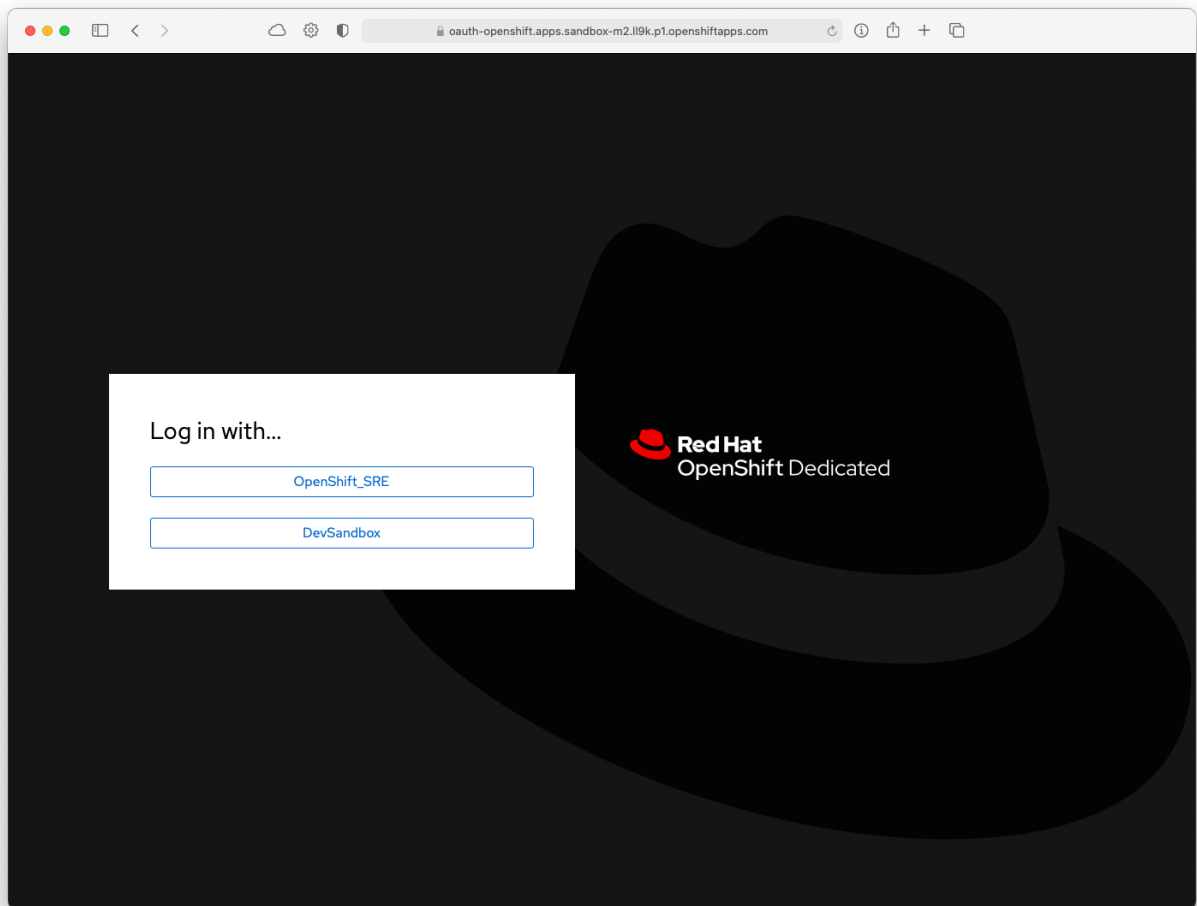 oauth-openshift.apps.sandbox-m2.ll9k.p1.openshiftapps.com
Log in with...
OpenShift_SRE
DevSandbox
Red Hat
OpenShift Dedicated